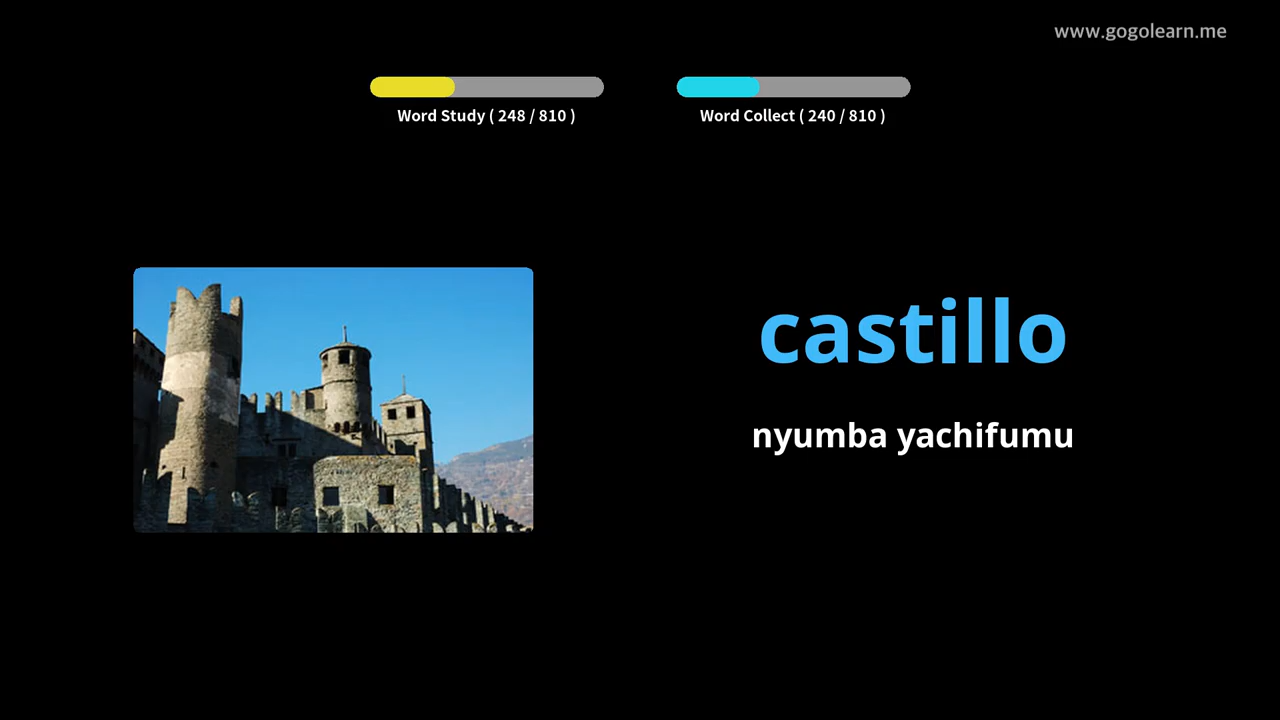 www.gogolearn.me
Word Study ( 248 / 810 )
Word Collect ( 240 / 810 )
castillo
nyumba yachifumu